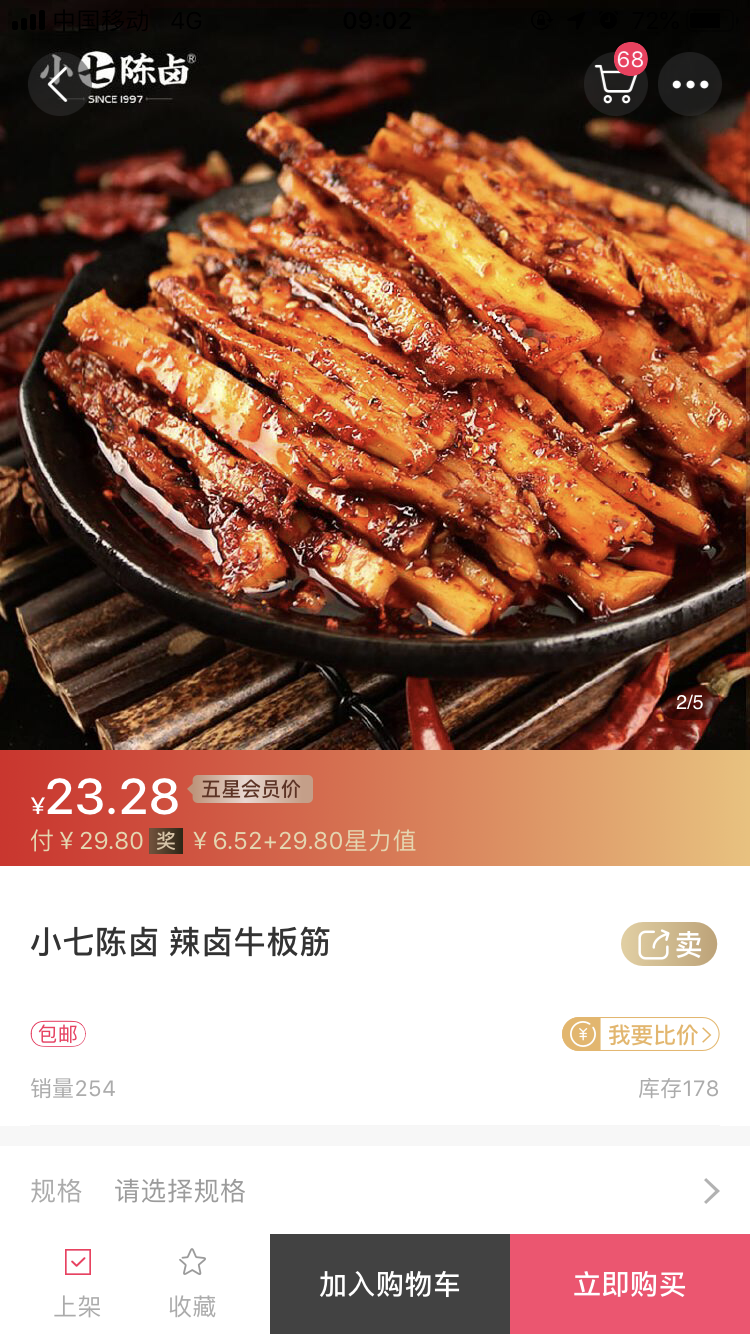 中国移动 4G 09:02 72%
小七陈卤®
SINCE 1997
68
2/5
¥23.28 五星会员价
付¥29.80 奖 ¥6.52+29.80星力值
小七陈卤 辣卤牛板筋
卖
包邮
¥ 我要比价
销量254
库存178
规格 请选择规格
上架
收藏
加入购物车
立即购买